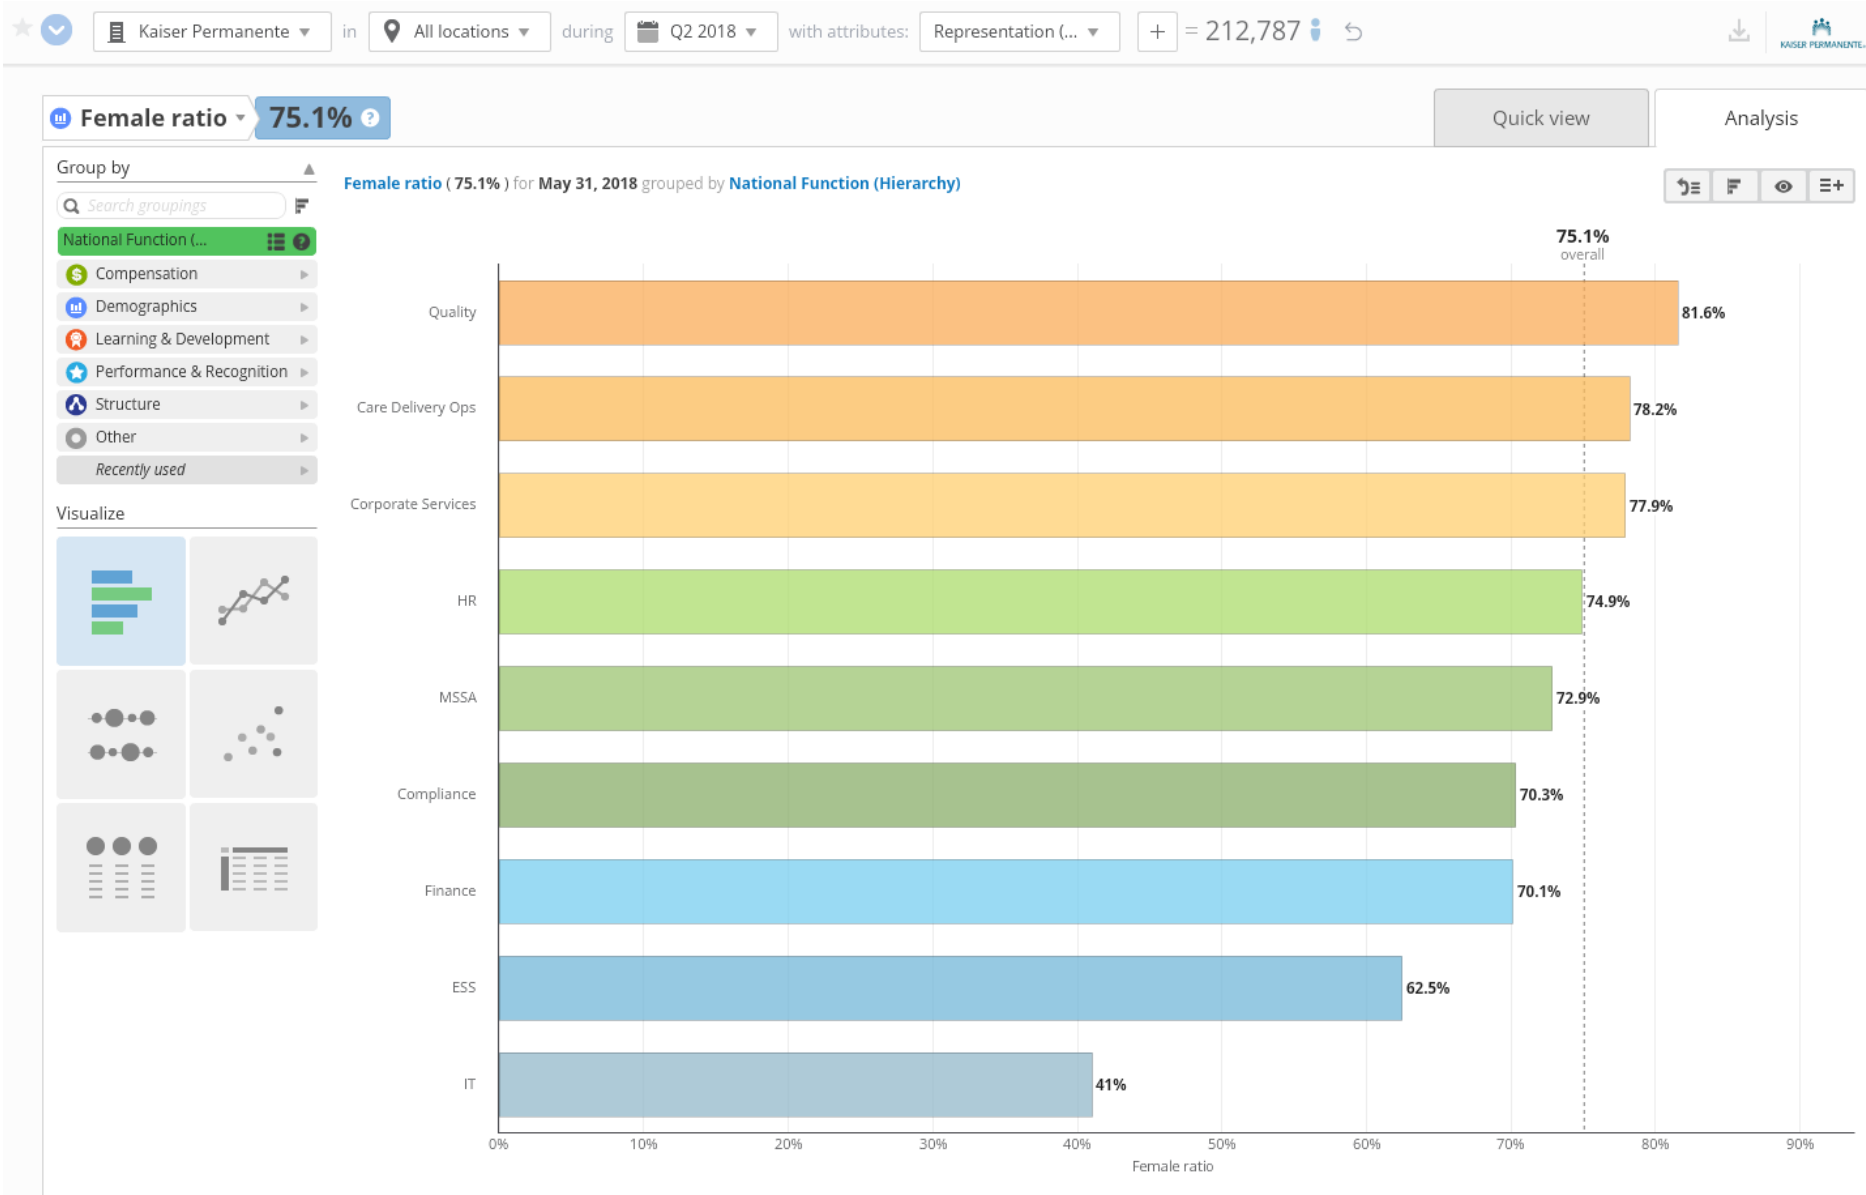 Kaiser Permanente in All locations during Q2 2018 with attributes: Representation (... + = 212,787
KAISER PERMANENTE.
Female ratio 75.1% ?
Quick view
Analysis
Group by
Search groupings
National Function (... ?
$ Compensation
Demographics
Learning & Development
Performance & Recognition
Structure
Other
Recently used
Visualize
Female ratio ( 75.1% ) for May 31, 2018 grouped by National Function (Hierarchy)
75.1%
overall
Quality 81.6%
Care Delivery Ops 78.2%
Corporate Services 77.9%
HR 74.9%
MSSA 72.9%
Compliance 70.3%
Finance 70.1%
ESS 62.5%
IT 41%
0% 10% 20% 30% 40% 50% 60% 70% 80% 90%
Female ratio